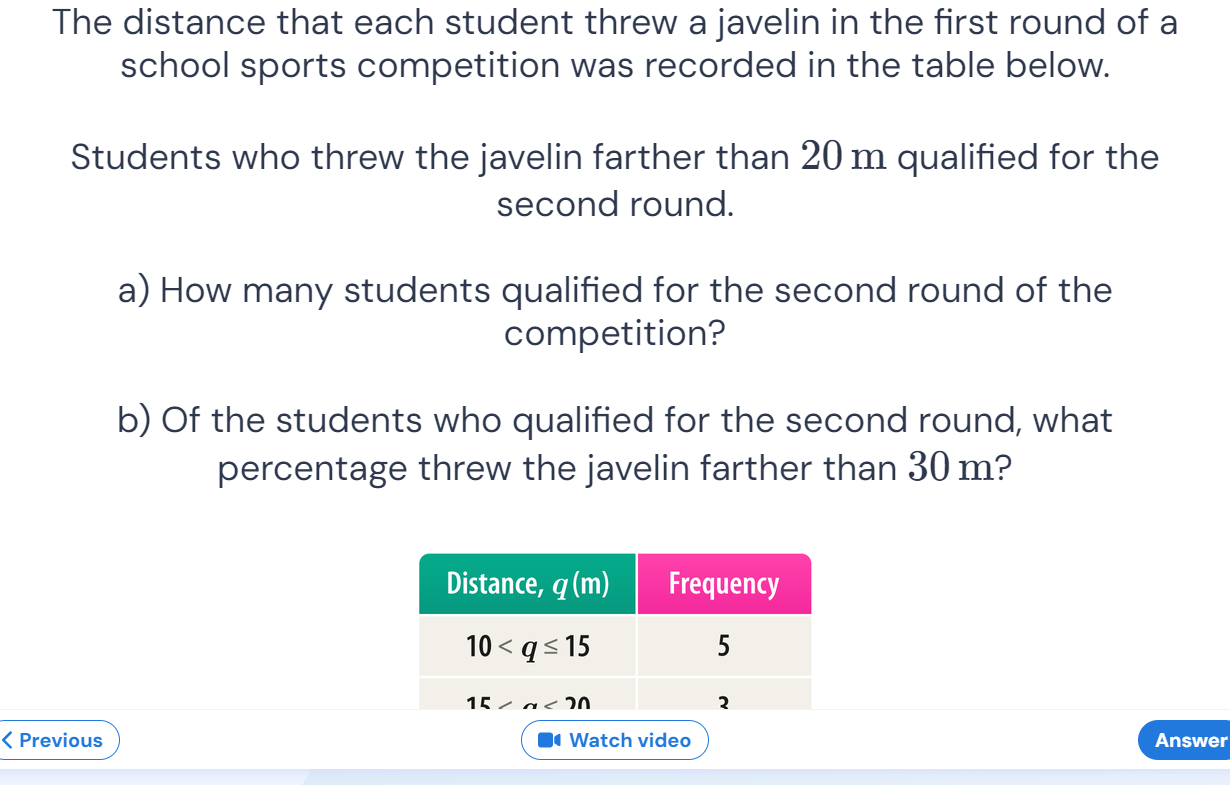 The distance that each student threw a javelin in the first round of a
school sports competition was recorded in the table below.
Students who threw the javelin farther than 20 m qualified for the
second round.
a) How many students qualified for the second round of the
competition?
b) Of the students who qualified for the second round, what
percentage threw the javelin farther than 30 m?
Distance, q (m) Frequency
10 < q ≤ 15 5
15 < q ≤ 20 3
Previous Watch video Answer